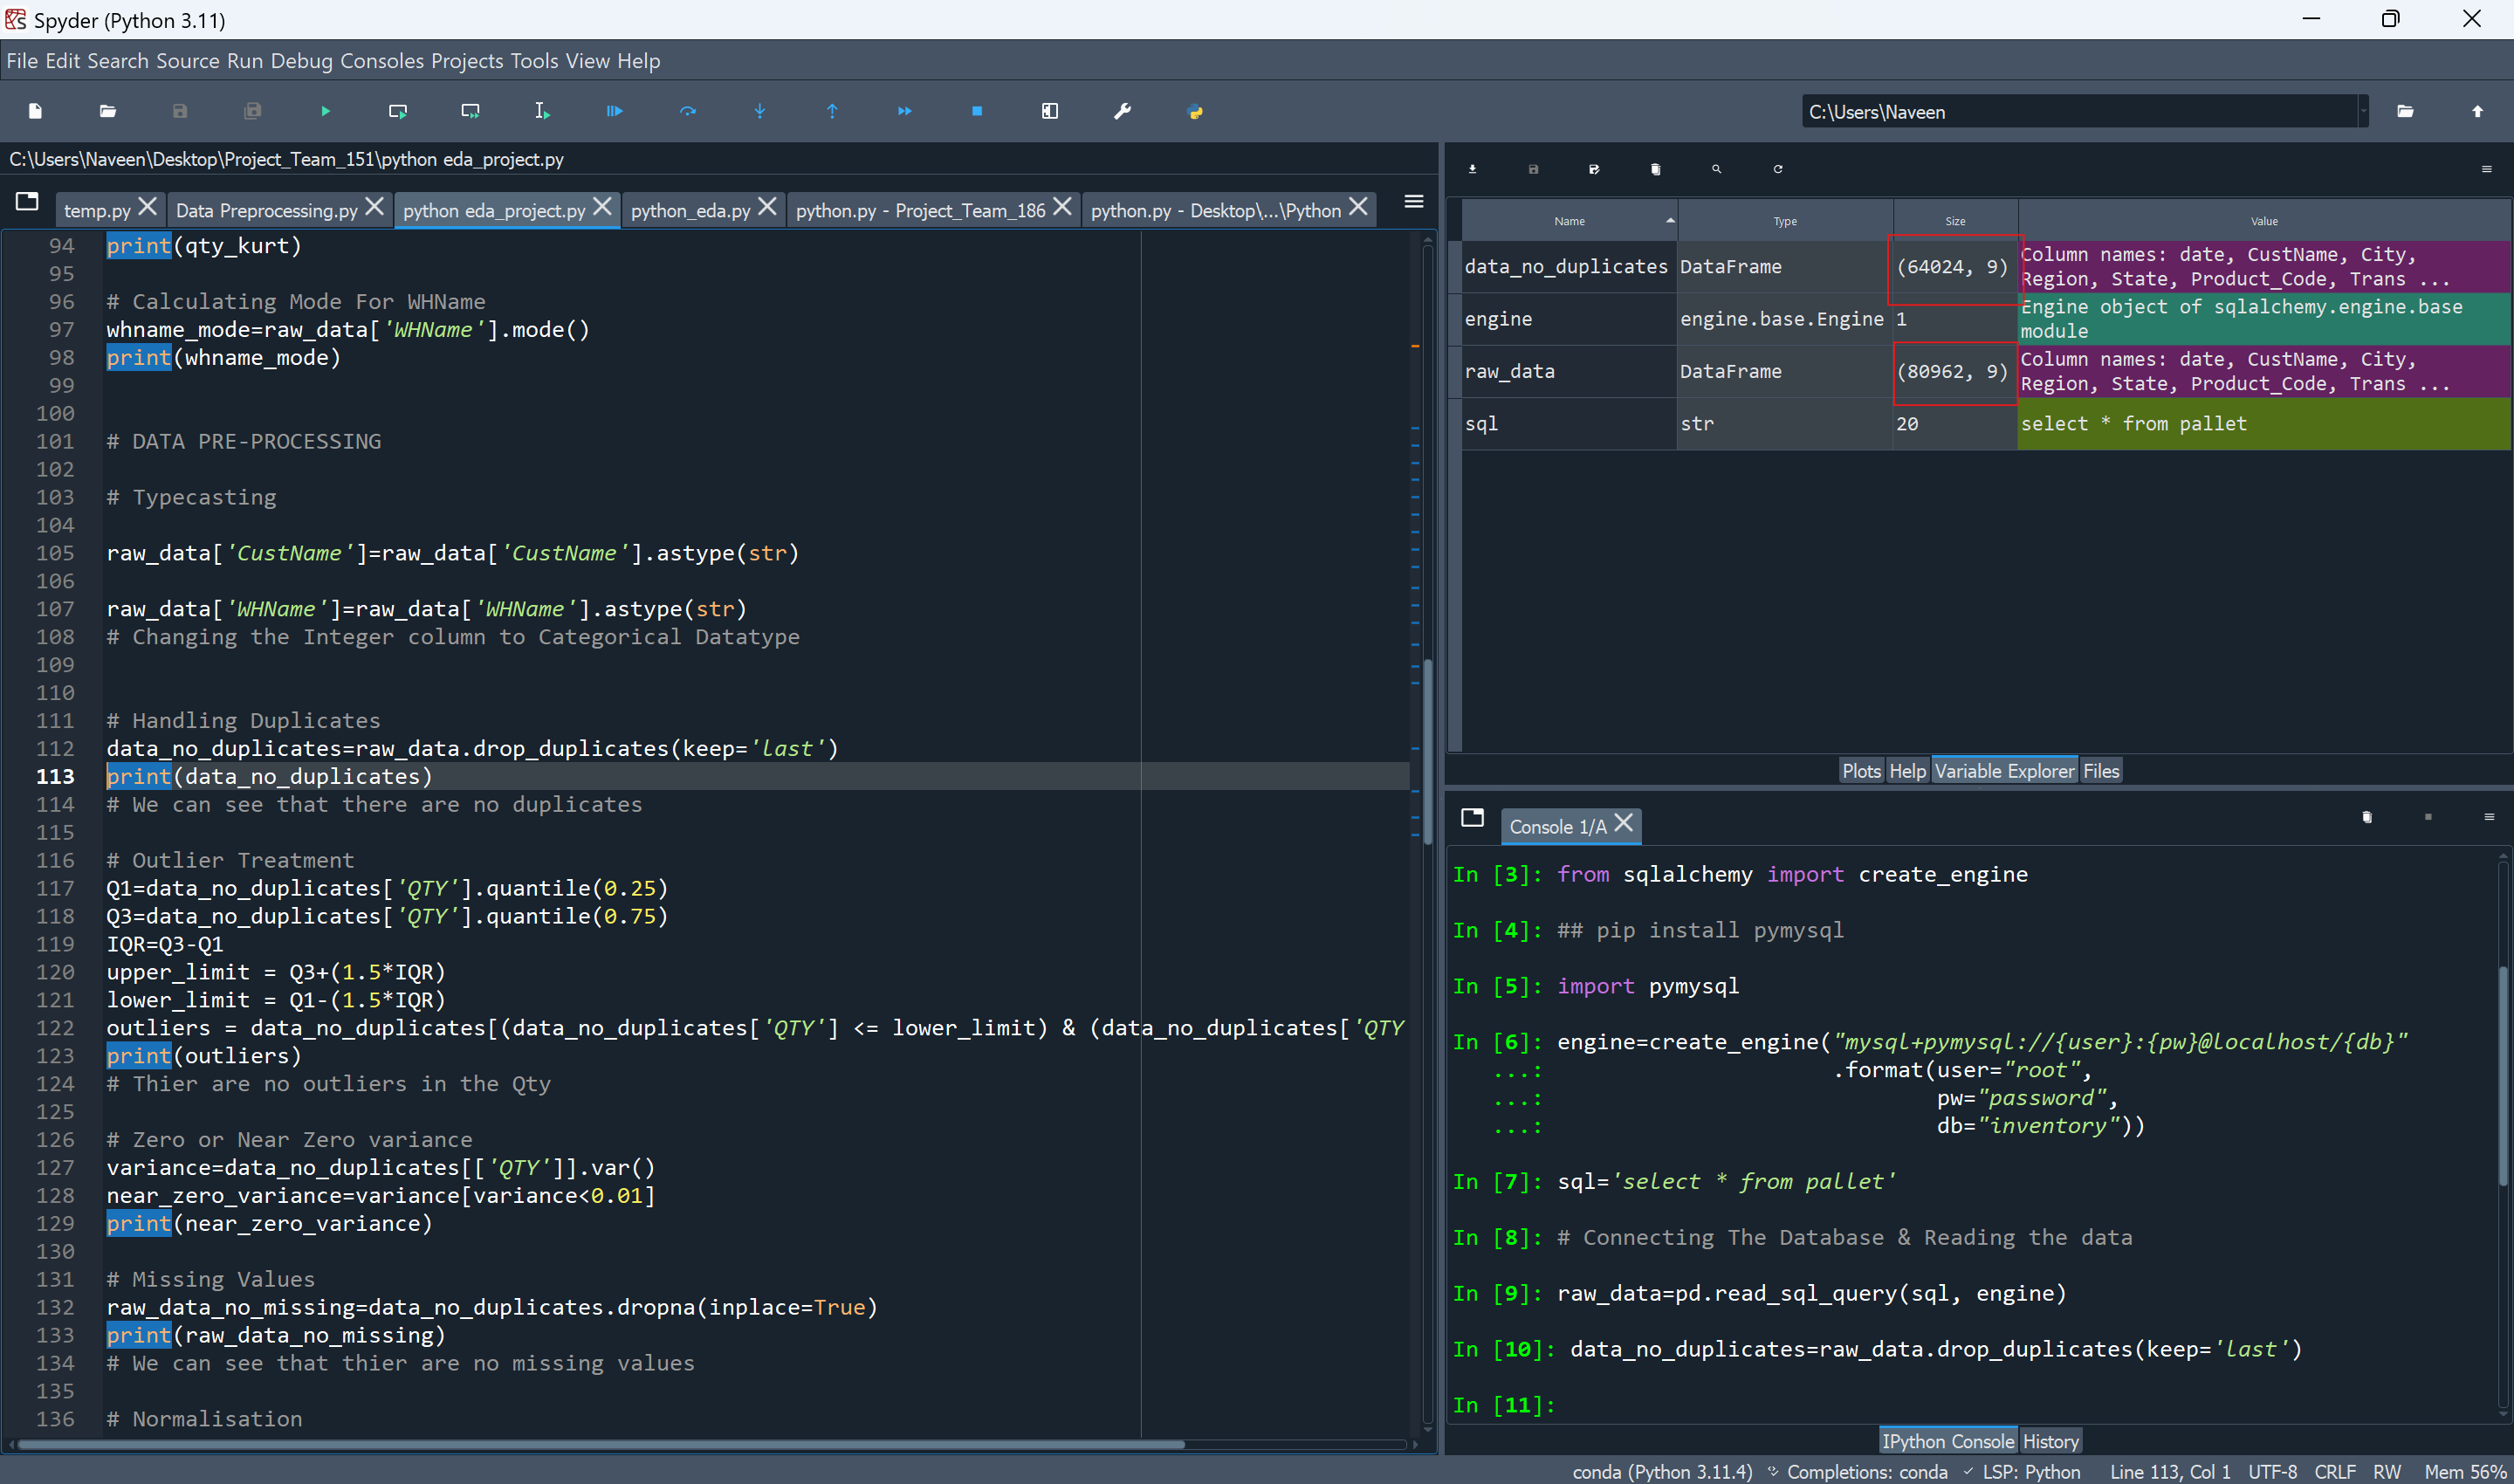 Spyder (Python 3.11)
File Edit Search Source Run Debug Consoles Projects Tools View Help
C:\Users\Naveen
C:\Users\Naveen\Desktop\Project_Team_151\python eda_project.py
temp.py
Data Preprocessing.py
python eda_project.py
python_eda.py
python.py - Project_Team_186
python.py - Desktop\...\Python
94 print(qty_kurt)
95
96 # Calculating Mode For WHName
97 whname_mode=raw_data['WHName'].mode()
98 print(whname_mode)
99
100
101 # DATA PRE-PROCESSING
102
103 # Typecasting
104
105 raw_data['CustName']=raw_data['CustName'].astype(str)
106
107 raw_data['WHName']=raw_data['WHName'].astype(str)
108 # Changing the Integer column to Categorical Datatype
109
110
111 # Handling Duplicates
112 data_no_duplicates=raw_data.drop_duplicates(keep='last')
113 print(data_no_duplicates)
114 # We can see that there are no duplicates
115
116 # Outlier Treatment
117 Q1=data_no_duplicates['QTY'].quantile(0.25)
118 Q3=data_no_duplicates['QTY'].quantile(0.75)
119 IQR=Q3-Q1
120 upper_limit = Q3+(1.5*IQR)
121 lower_limit = Q1-(1.5*IQR)
122 outliers = data_no_duplicates[(data_no_duplicates['QTY'] <= lower_limit) & (data_no_duplicates['QTY
123 print(outliers)
124 # Thier are no outliers in the Qty
125
126 # Zero or Near Zero variance
127 variance=data_no_duplicates[['QTY']].var()
128 near_zero_variance=variance[variance<0.01]
129 print(near_zero_variance)
130
131 # Missing Values
132 raw_data_no_missing=data_no_duplicates.dropna(inplace=True)
133 print(raw_data_no_missing)
134 # We can see that thier are no missing values
135
136 # Normalisation
Name Type Size Value
data_no_duplicates DataFrame (64024, 9) Column names: date, CustName, City,
Region, State, Product_Code, Trans ...
engine engine.base.Engine 1 Engine object of sqlalchemy.engine.base
module
raw_data DataFrame (80962, 9) Column names: date, CustName, City,
Region, State, Product_Code, Trans ...
sql str 20 select * from pallet
Plots Help Variable Explorer Files
Console 1/A
In [3]: from sqlalchemy import create_engine
In [4]: ## pip install pymysql
In [5]: import pymysql
In [6]: engine=create_engine("mysql+pymysql://{user}:{pw}@localhost/{db}"
...: .format(user="root",
...: pw="password",
...: db="inventory"))
In [7]: sql='select * from pallet'
In [8]: # Connecting The Database & Reading the data
In [9]: raw_data=pd.read_sql_query(sql, engine)
In [10]: data_no_duplicates=raw_data.drop_duplicates(keep='last')
In [11]:
IPython Console History
conda (Python 3.11.4) Completions: conda LSP: Python Line 113, Col 1 UTF-8 CRLF RW Mem 56%